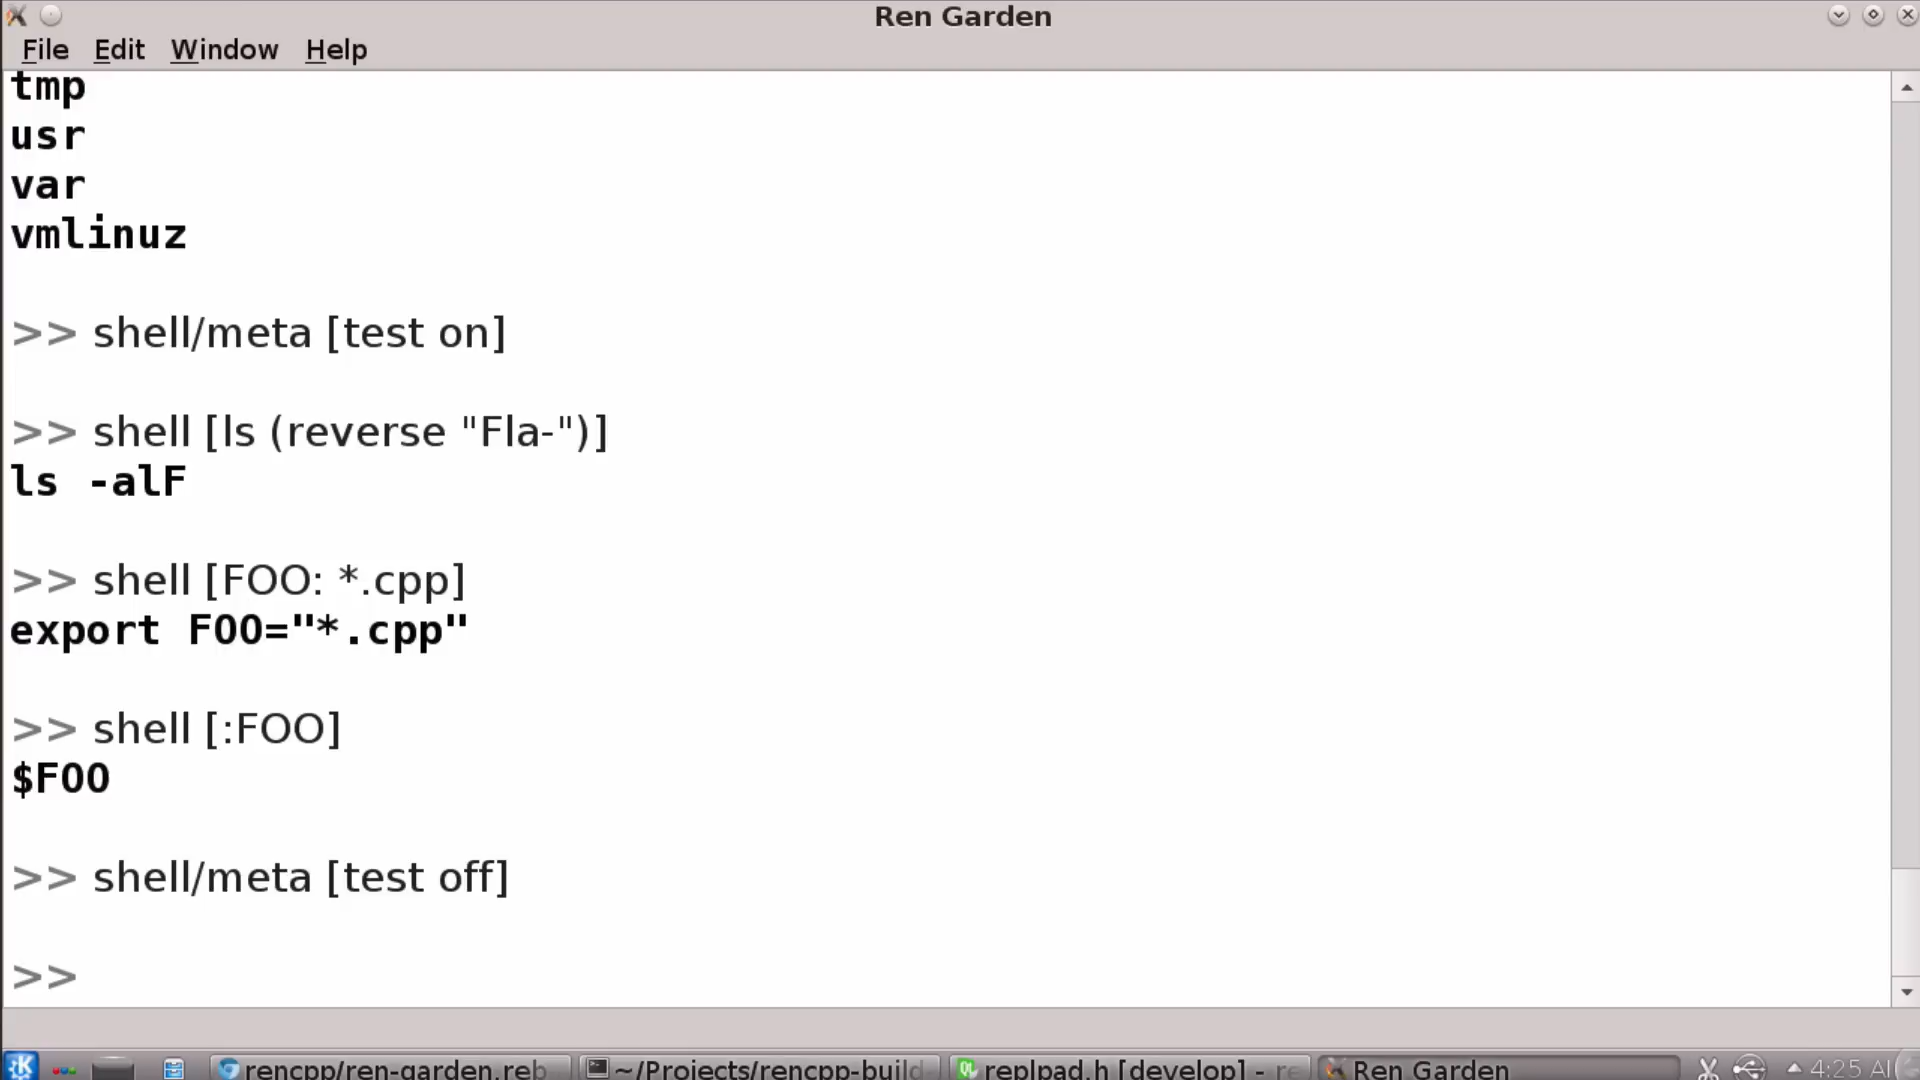 Ren Garden
File Edit Window Help
tmp
usr
var
vmlinuz
>> shell/meta [test on]
>> shell [ls (reverse "Fla-")]
ls -alF
>> shell [FOO: *.cpp]
export FOO="*.cpp"
>> shell [:FOO]
$FOO
>> shell/meta [test off]
>>
rencpp/ren-garden.reb ~/Projects/rencpp-build- replpad.h [develop] - re Ren Garden 4:25 A